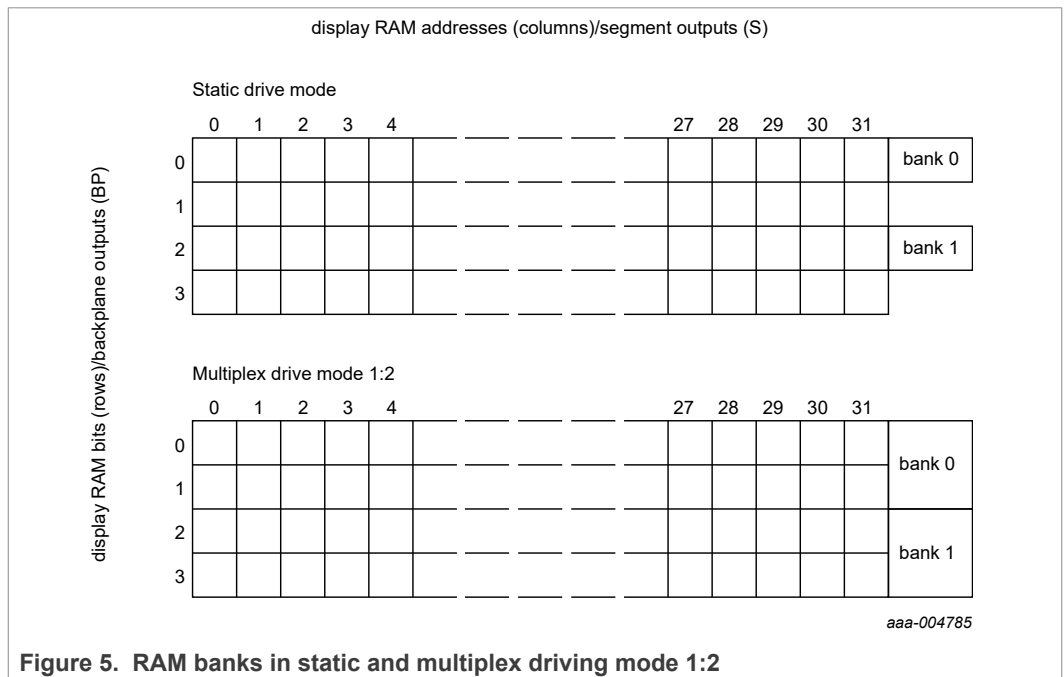 display RAM addresses (columns)/segment outputs (S)
display RAM bits (rows)/backplane outputs (BP)
Static drive mode
0 1 2 3 4 27 28 29 30 31
0 bank 0
1
2 bank 1
3
Multiplex drive mode 1:2
0 1 2 3 4 27 28 29 30 31
0
bank 0
1
2
bank 1
3
aaa-004785
Figure 5. RAM banks in static and multiplex driving mode 1:2